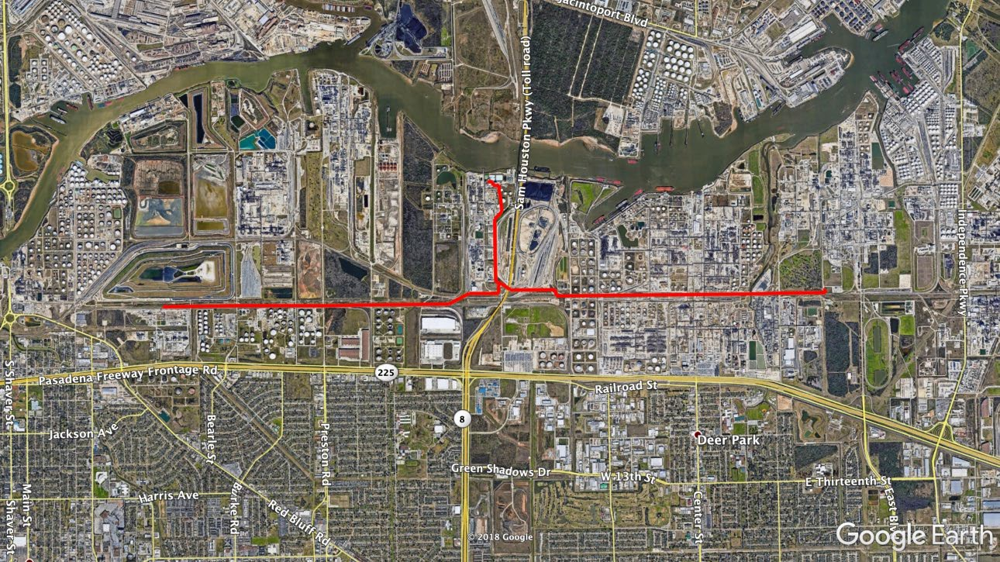 Jacintoport Blvd
Sam Houston Pkwy (Toll road)
Independence Pkwy
S Shaver St
225
Pasadena Freeway Frontage Rd
Railroad St
Jackson Ave
Bearle St
Preston Rd
8
Deer Park
Green Shadows Dr
W 13th St
E Thirteenth St
Main St
Harris Ave
Burke Rd
Red Bluff Rd
Center St
East Blv
Shaver St
© 2018 Google
Google Earth